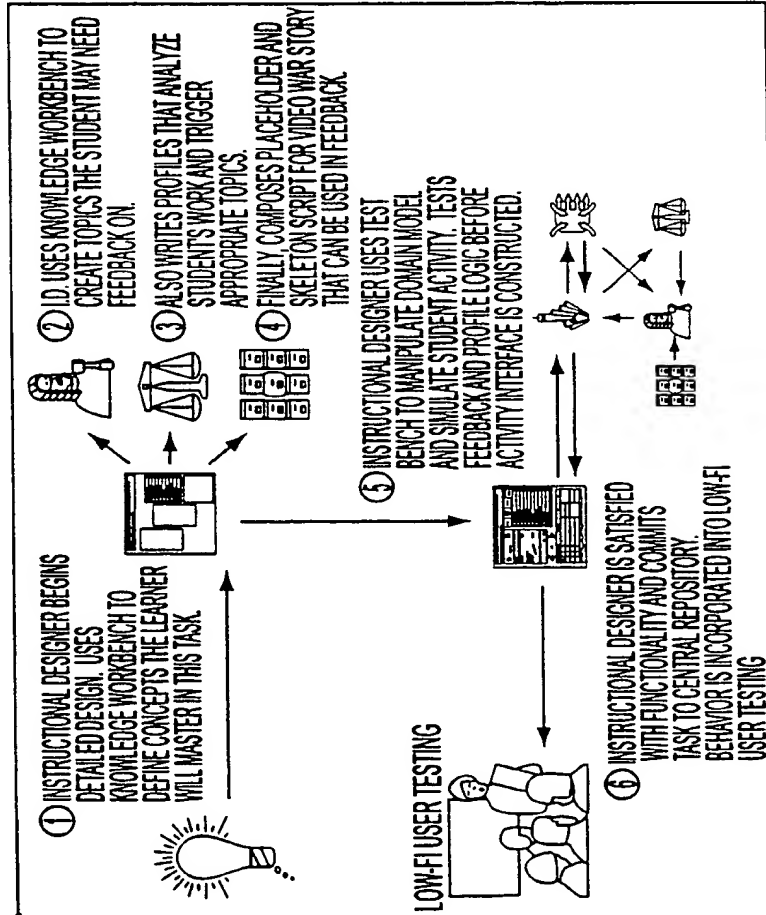 ① INSTRUCTIONAL DESIGNER BEGINS
DETAILED DESIGN. USES
KNOWLEDGE WORKBENCH TO
DEFINE CONCEPTS THE LEARNER
WILL MASTER IN THIS TASK.
② I.D. USES KNOWLEDGE WORKBENCH TO
CREATE TOPICS THE STUDENT MAY NEED
FEEDBACK ON.
③ ALSO WRITES PROFILES THAT ANALYZE
STUDENT'S WORK AND TRIGGER
APPROPRIATE TOPICS.
④ FINALLY, COMPOSES PLACEHOLDER AND
SKELETON SCRIPT FOR VIDEO WAR STORY
THAT CAN BE USED IN FEEDBACK.
⑤ INSTRUCTIONAL DESIGNER USES TEST
BENCH TO MANIPULATE DOMAIN MODEL.
AND SIMULATE STUDENT ACTIVITY. TESTS
FEEDBACK AND PROFILE LOGIC BEFORE
ACTIVITY INTERFACE IS CONSTRUCTED.
LOW-FI USER TESTING
⑥ INSTRUCTIONAL DESIGNER IS SATISFIED
WITH FUNCTIONALITY AND COMMITS
TASK TO CENTRAL REPOSITORY.
BEHAVIOR IS INCORPORATED INTO LOW-FI
USER TESTING